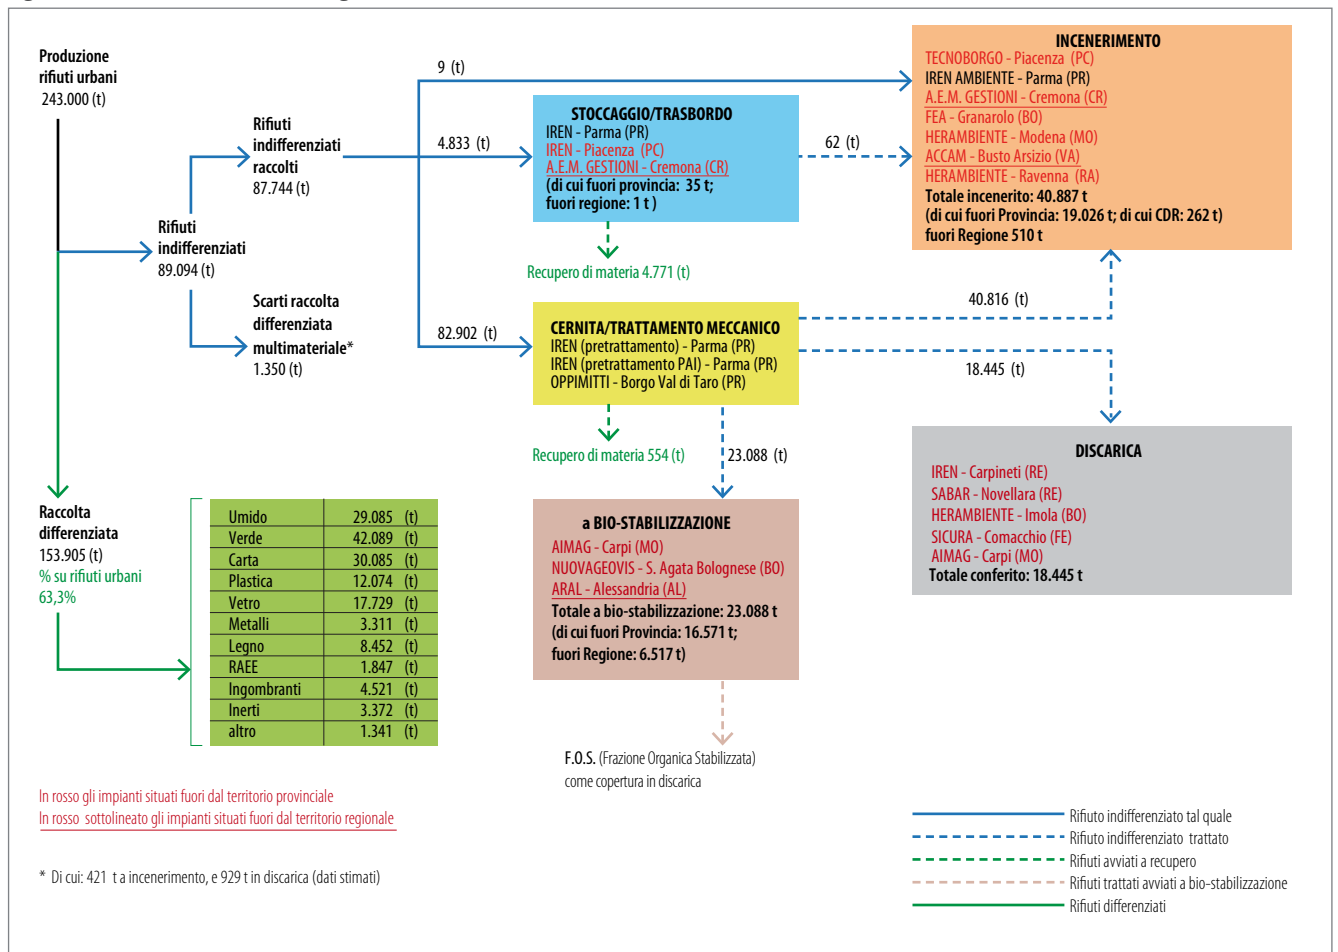 Produzione
rifiuti urbani
243.000 (t)
Rifiuti
indifferenziati
89.094 (t)
Rifiuti
indifferenziati
raccolti
87.744 (t)
Scarti raccolta
differenziata
multimateriale*
1.350 (t)
9 (t)
4.833 (t)
82.902 (t)
STOCCAGGIO/TRASBORDO
IREN - Parma (PR)
IREN - Piacenza (PC)
A.E.M. GESTIONI - Cremona (CR)
(di cui fuori provincia: 35 t;
fuori regione: 1 t )
62 (t)
Recupero di materia 4.771 (t)
INCENERIMENTO
TECNOBORGO - Piacenza (PC)
IREN AMBIENTE - Parma (PR)
A.E.M. GESTIONI - Cremona (CR)
FEA - Granarolo (BO)
HERAMBIENTE - Modena (MO)
ACCAM - Busto Arsizio (VA)
HERAMBIENTE - Ravenna (RA)
Totale incenerito: 40.887 t
(di cui fuori Provincia: 19.026 t; di cui CDR: 262 t)
fuori Regione 510 t
CERNITA/TRATTAMENTO MECCANICO
IREN (pretrattamento) - Parma (PR)
IREN (pretrattamento PAI) - Parma (PR)
OPPIMITTI - Borgo Val di Taro (PR)
40.816 (t)
18.445 (t)
Recupero di materia 554 (t)
23.088 (t)
DISCARICA
IREN - Carpineti (RE)
SABAR - Novellara (RE)
HERAMBIENTE - Imola (BO)
SICURA - Comacchio (FE)
AIMAG - Carpi (MO)
Totale conferito: 18.445 t
a BIO-STABILIZZAZIONE
AIMAG - Carpi (MO)
NUOVAGEOVIS - S. Agata Bolognese (BO)
ARAL - Alessandria (AL)
Totale a bio-stabilizzazione: 23.088 t
(di cui fuori Provincia: 16.571 t;
fuori Regione: 6.517 t)
F.O.S. (Frazione Organica Stabilizzata)
come copertura in discarica
Raccolta
differenziata
153.905 (t)
% su rifiuti urbani
63,3%
Umido 29.085 (t)
Verde 42.089 (t)
Carta 30.085 (t)
Plastica 12.074 (t)
Vetro 17.729 (t)
Metalli 3.311 (t)
Legno 8.452 (t)
RAEE 1.847 (t)
Ingombranti 4.521 (t)
Inerti 3.372 (t)
altro 1.341 (t)
In rosso gli impianti situati fuori dal territorio provinciale
In rosso sottolineato gli impianti situati fuori dal territorio regionale
* Di cui: 421 t a incenerimento, e 929 t in discarica (dati stimati)
Rifiuto indifferenziato tal quale
Rifiuto indifferenziato trattato
Rifiuti avviati a recupero
Rifiuti trattati avviati a bio-stabilizzazione
Rifiuti differenziati